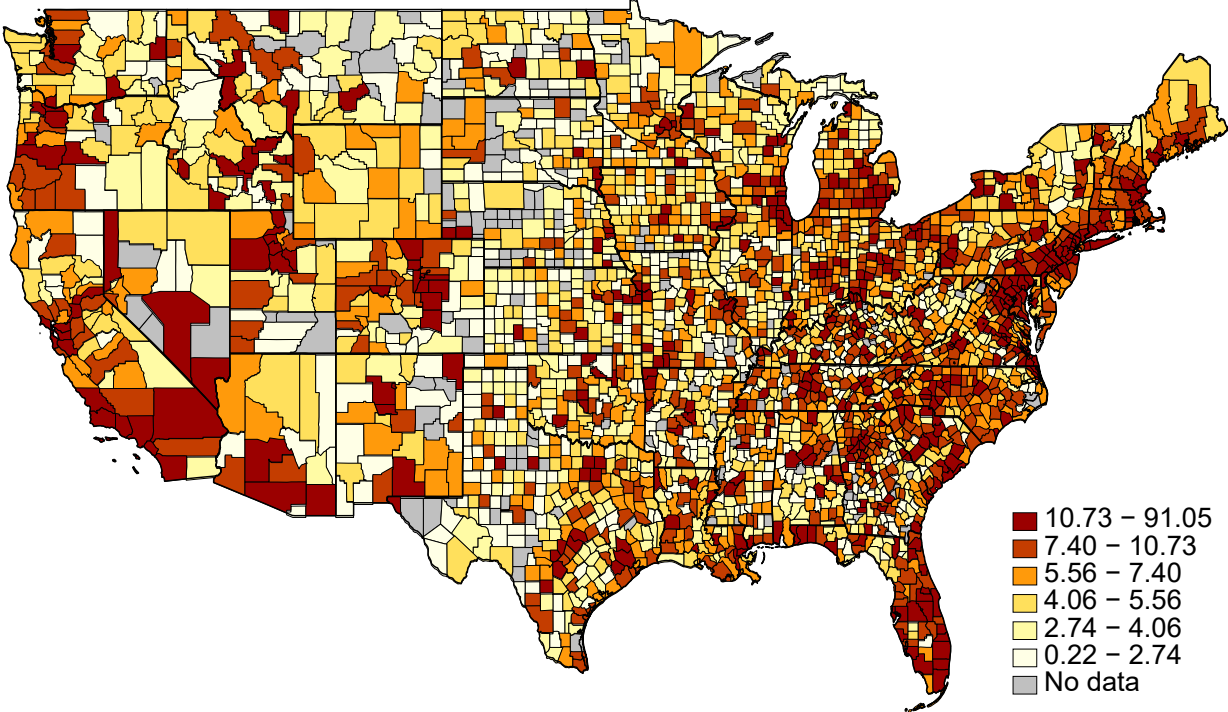 10.73 − 91.05
7.40 − 10.73
5.56 − 7.40
4.06 − 5.56
2.74 − 4.06
0.22 − 2.74
No data